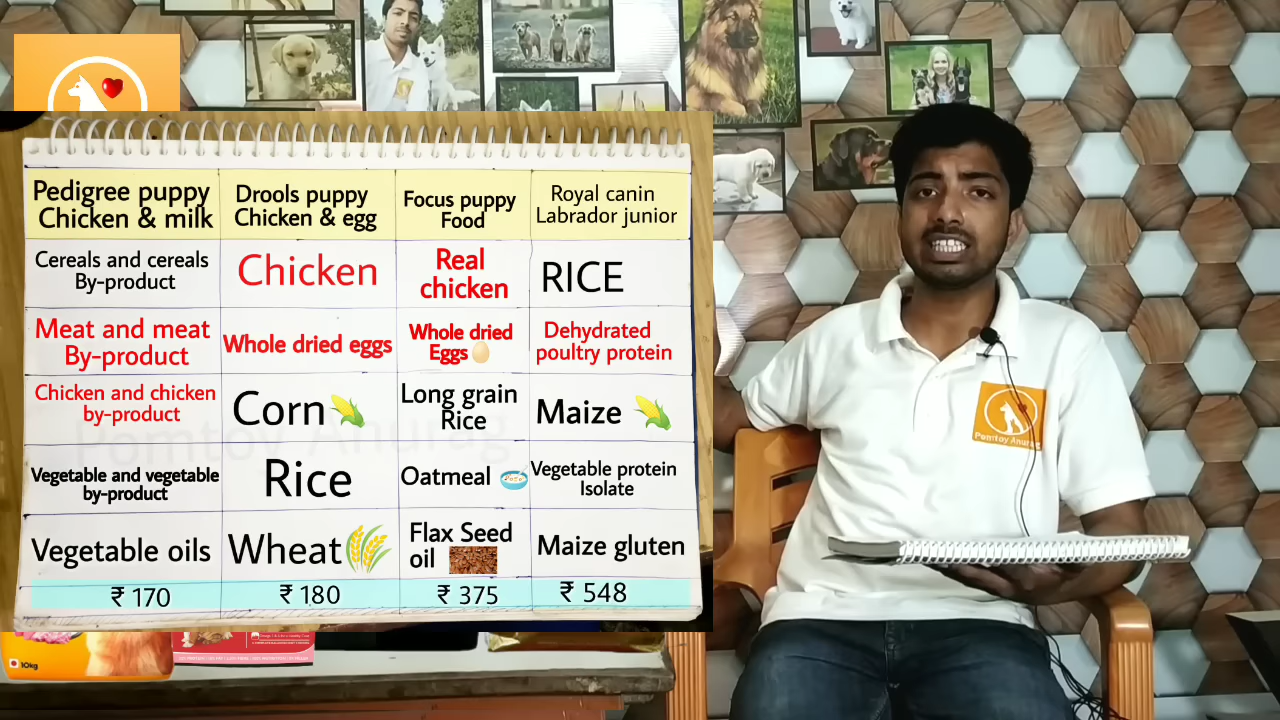 Pedigree puppy
Chicken & milk
Drools puppy
Chicken & egg
Focus puppy
Food
Royal canin
Labrador junior
Cereals and cereals
By-product
Chicken
Real
chicken
RICE
Meat and meat
By-product
Whole dried eggs
Whole dried
Eggs
Dehydrated
poultry protein
Chicken and chicken
by-product
Corn
Long grain
Rice
Maize
Vegetable and vegetable
by-product
Rice
Oatmeal
Vegetable protein
Isolate
Vegetable oils
Wheat
Flax Seed
oil
Maize gluten
₹ 170
₹ 180
₹ 375
₹ 548
Pomtoy Anurag
Pomtoy Anurag
10kg